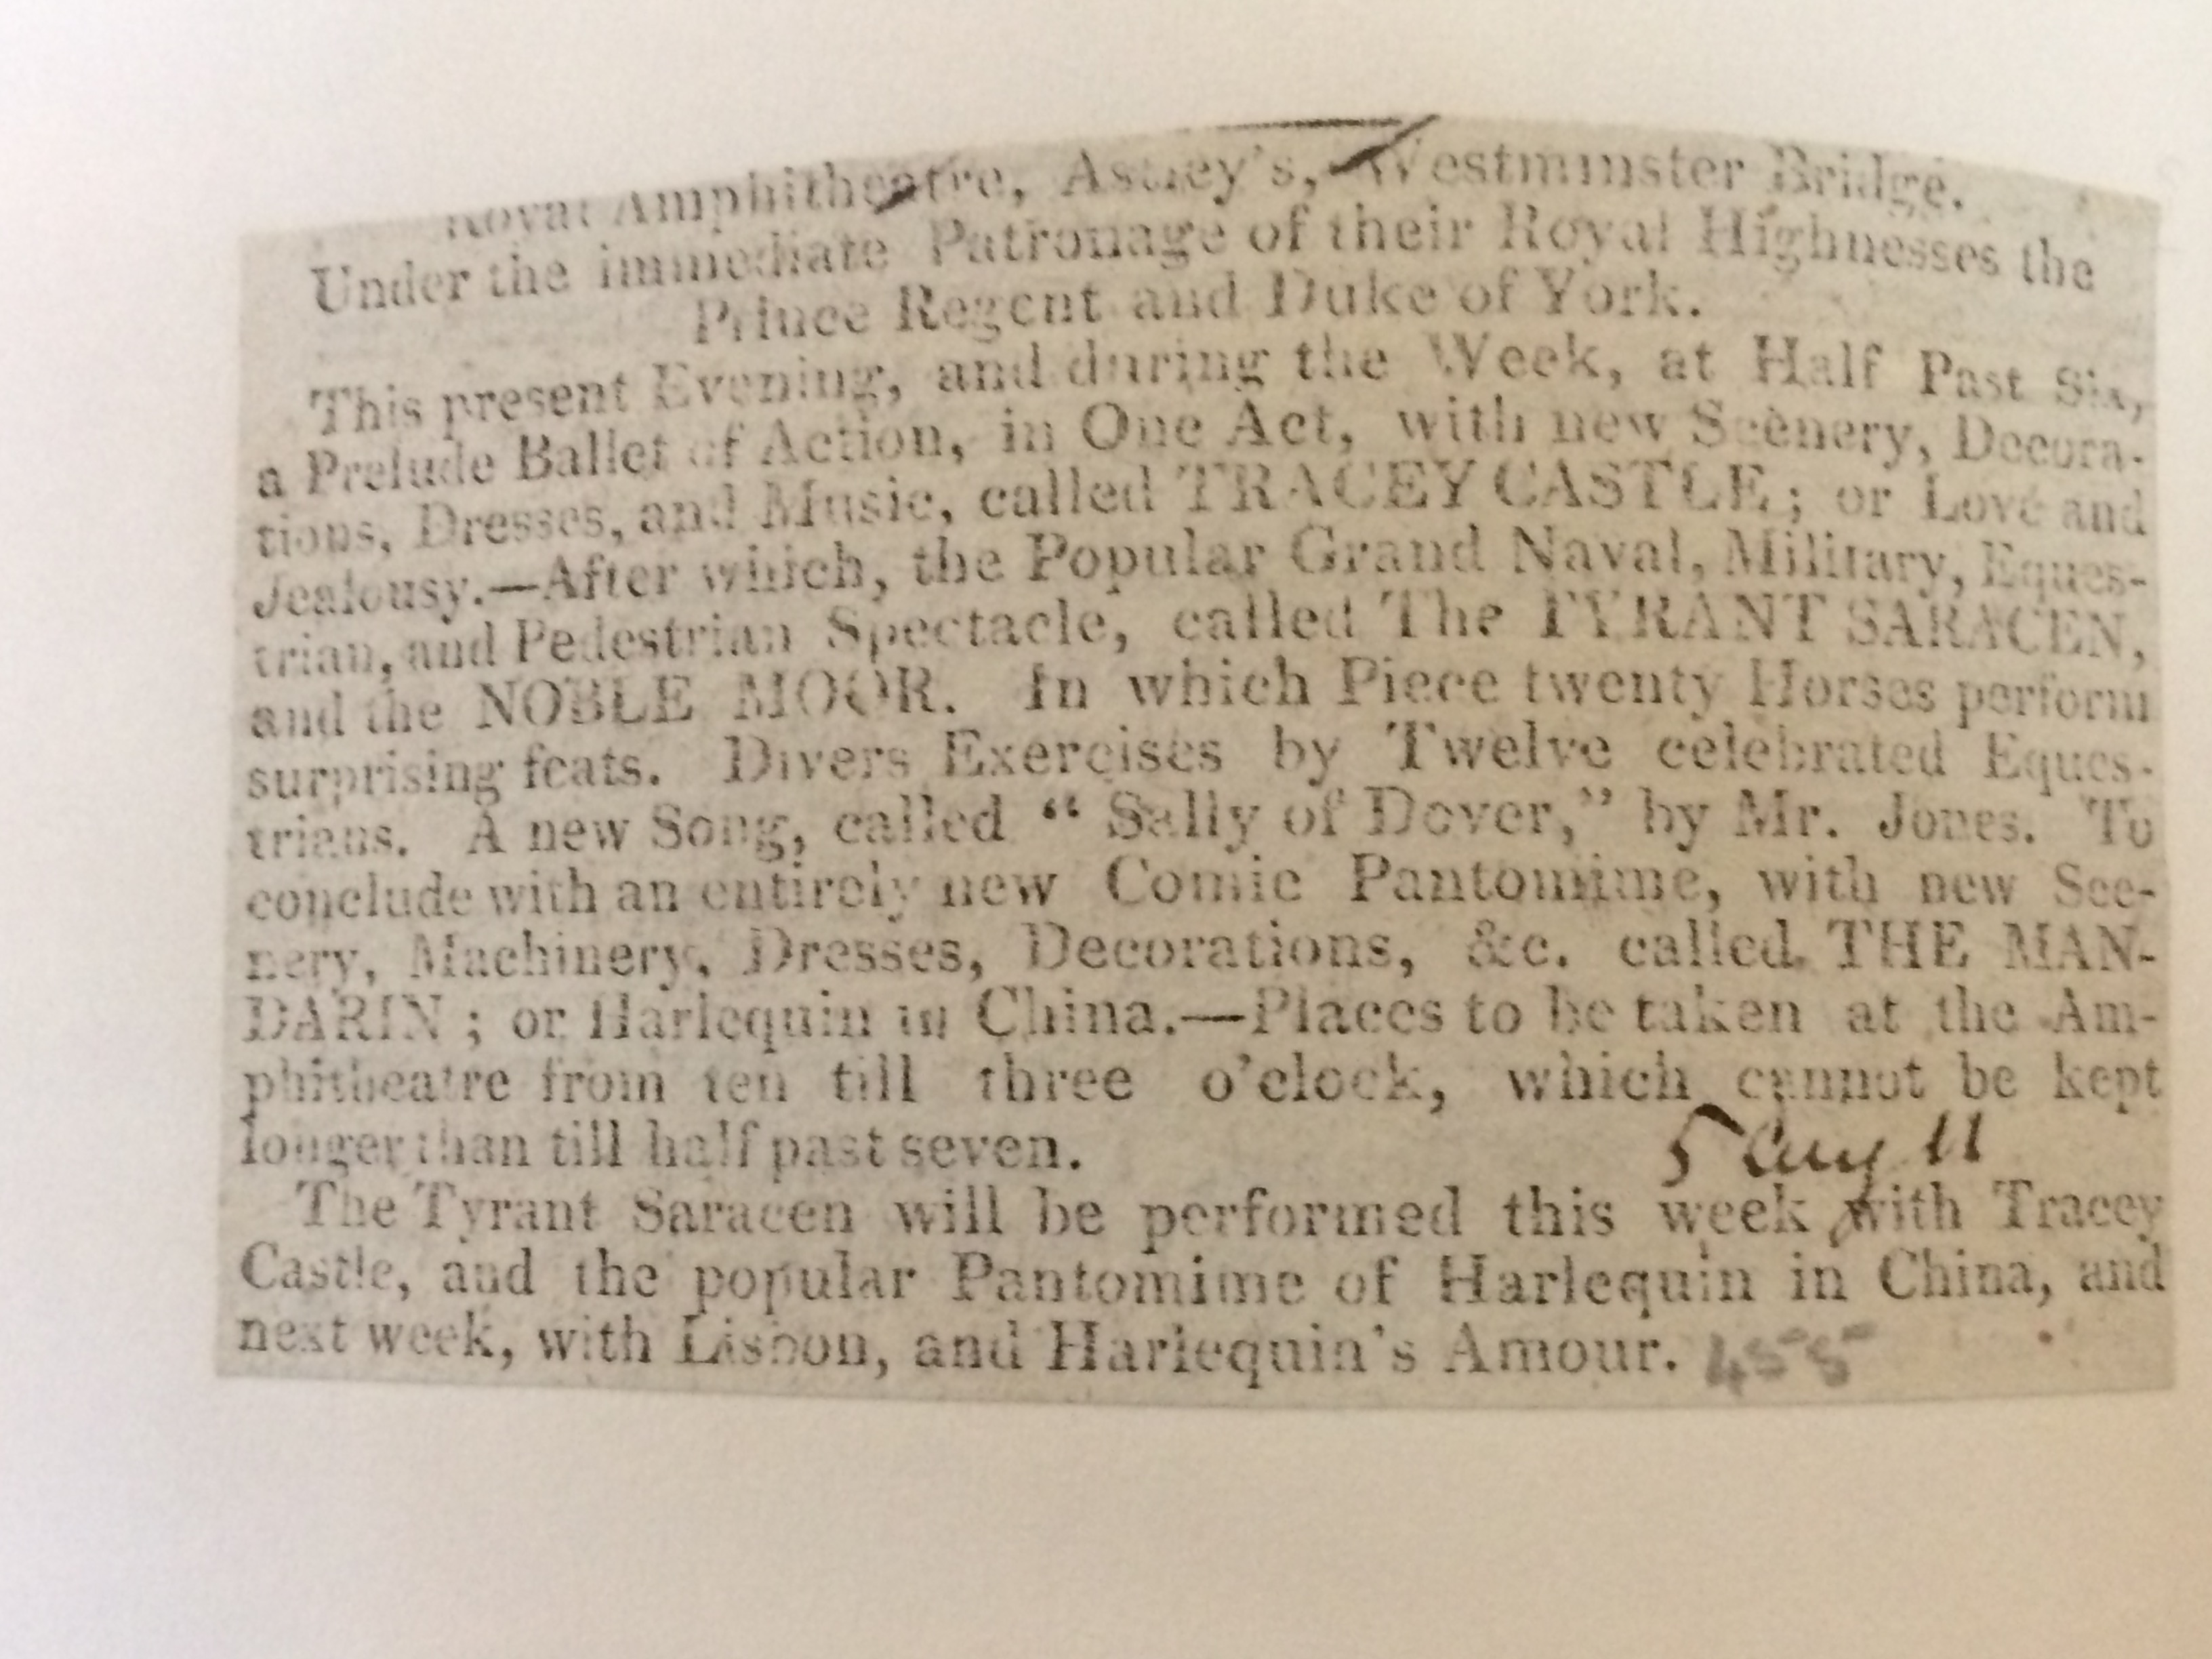 Royal Amphitheatre, Astley's, Westminster Bridge.
Under the immediate Patronage of their Royal Highnesses the
Prince Regent and Duke of York.
This present Evening, and during the Week, at Half Past Six,
a Prelude Ballet of Action, in One Act, with new Scenery, Decora-
tions, Dresses, and Music, called TRACEY CASTLE; or Love and
Jealousy.—After which, the Popular Grand Naval, Military, Eques-
trian, and Pedestrian Spectacle, called The TYRANT SARACEN,
and the NOBLE MOOR. In which Piece twenty Horses perform
surprising feats. Divers Exercises by Twelve celebrated Eques-
trians. A new Song, called "Sally of Dover," by Mr. Jones. To
conclude with an entirely new Comic Pantomime, with new Sce-
nery, Machinery, Dresses, Decorations, &c. called THE MAN-
DARIN; or Harlequin in China.—Places to be taken at the Am-
phitheatre from ten till three o'clock, which cannot be kept
longer than till half past seven.
5 Aug 11
The Tyrant Saracen will be performed this week with Tracey
Castle, and the popular Pantomime of Harlequin in China, and
next week, with Lisbon, and Harlequin's Amour.